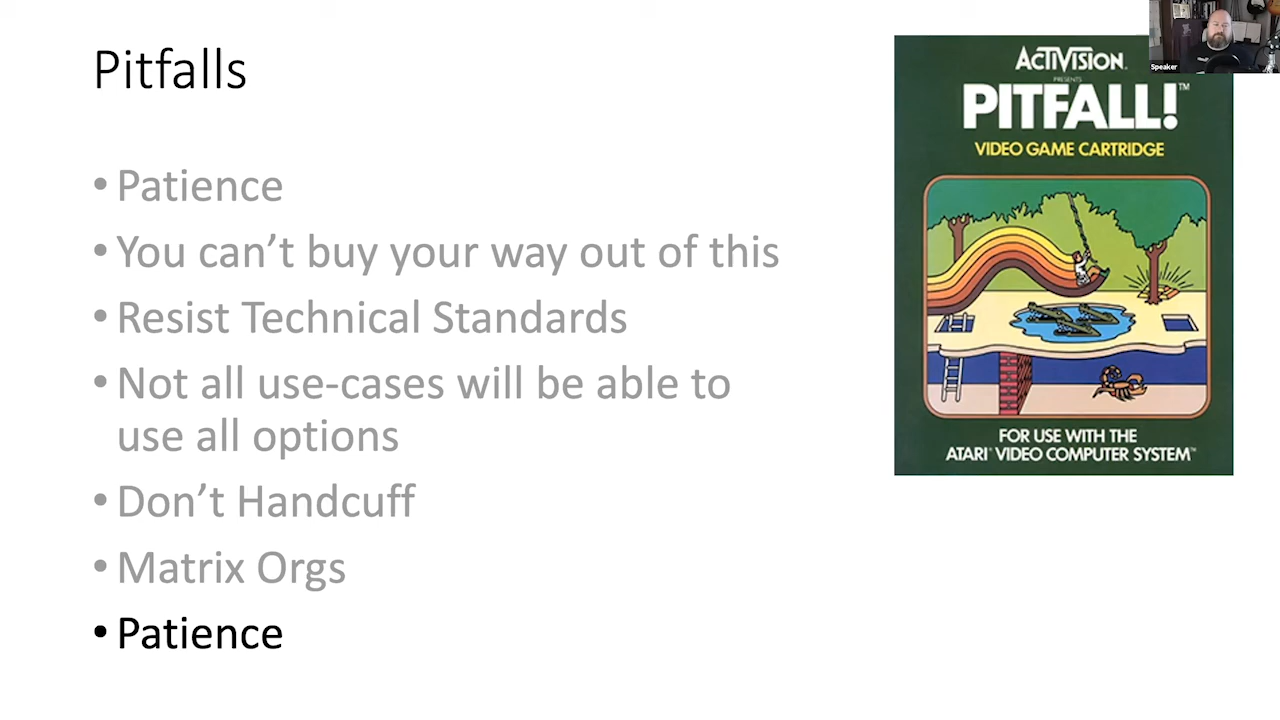 Pitfalls
• Patience
• You can’t buy your way out of this
• Resist Technical Standards
• Not all use-cases will be able to
use all options
• Don’t Handcuff
• Matrix Orgs
• Patience
ACTIVISION.
PRESENTS
PITFALL!™
VIDEO GAME CARTRIDGE
FOR USE WITH THE
ATARI® VIDEO COMPUTER SYSTEM™
Speaker